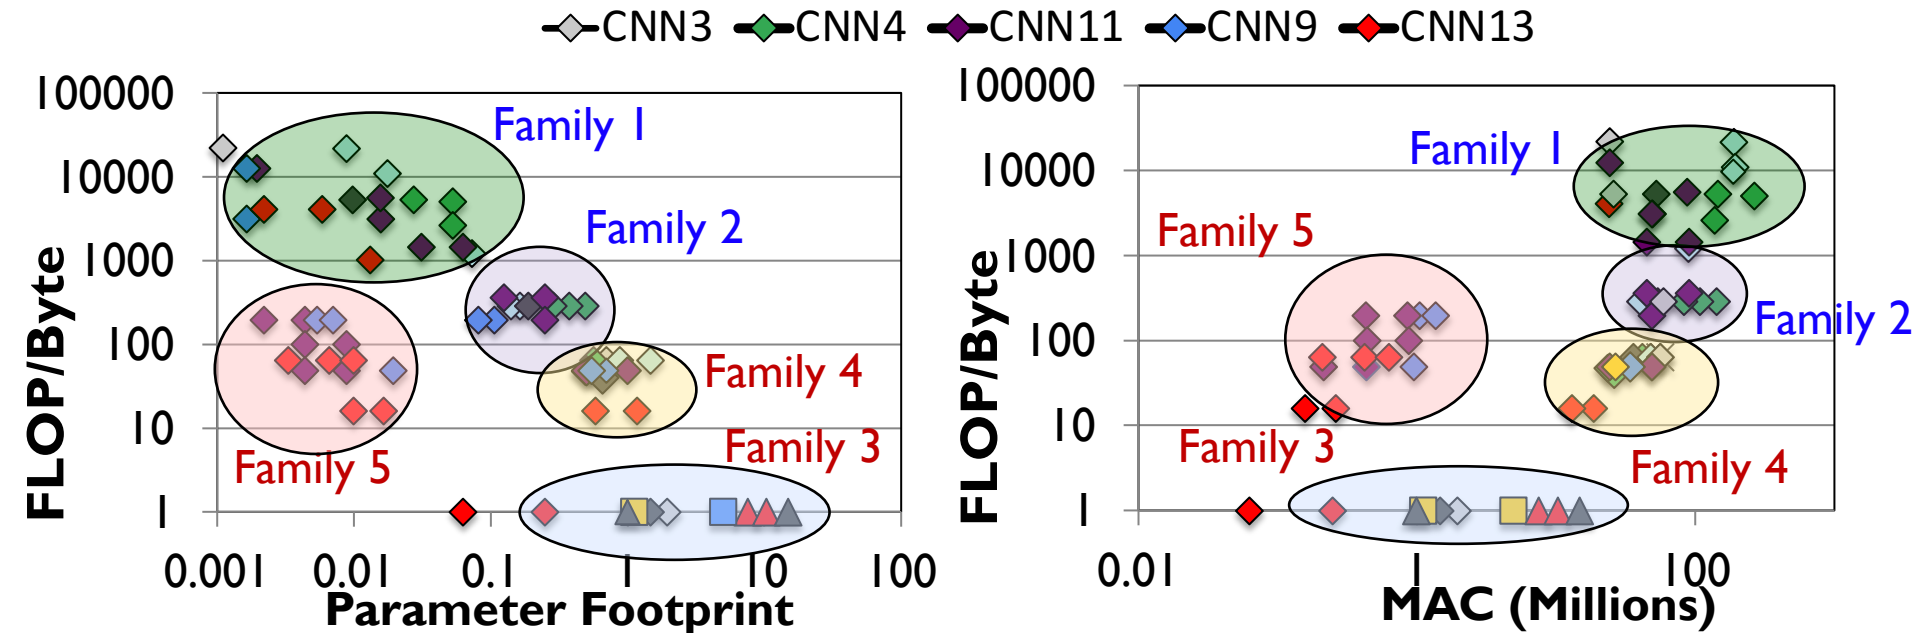 CNN3 CNN4 CNN11 CNN9 CNN13
FLOP/Byte
100000
10000
1000
100
10
1
Family 1
Family 2
Family 4
Family 3
Family 5
0.001 0.01 0.1 1 10 100
Parameter Footprint
FLOP/Byte
100000
10000
1000
100
10
1
Family 1
Family 5
Family 2
Family 3
Family 4
0.01 1 100
MAC (Millions)